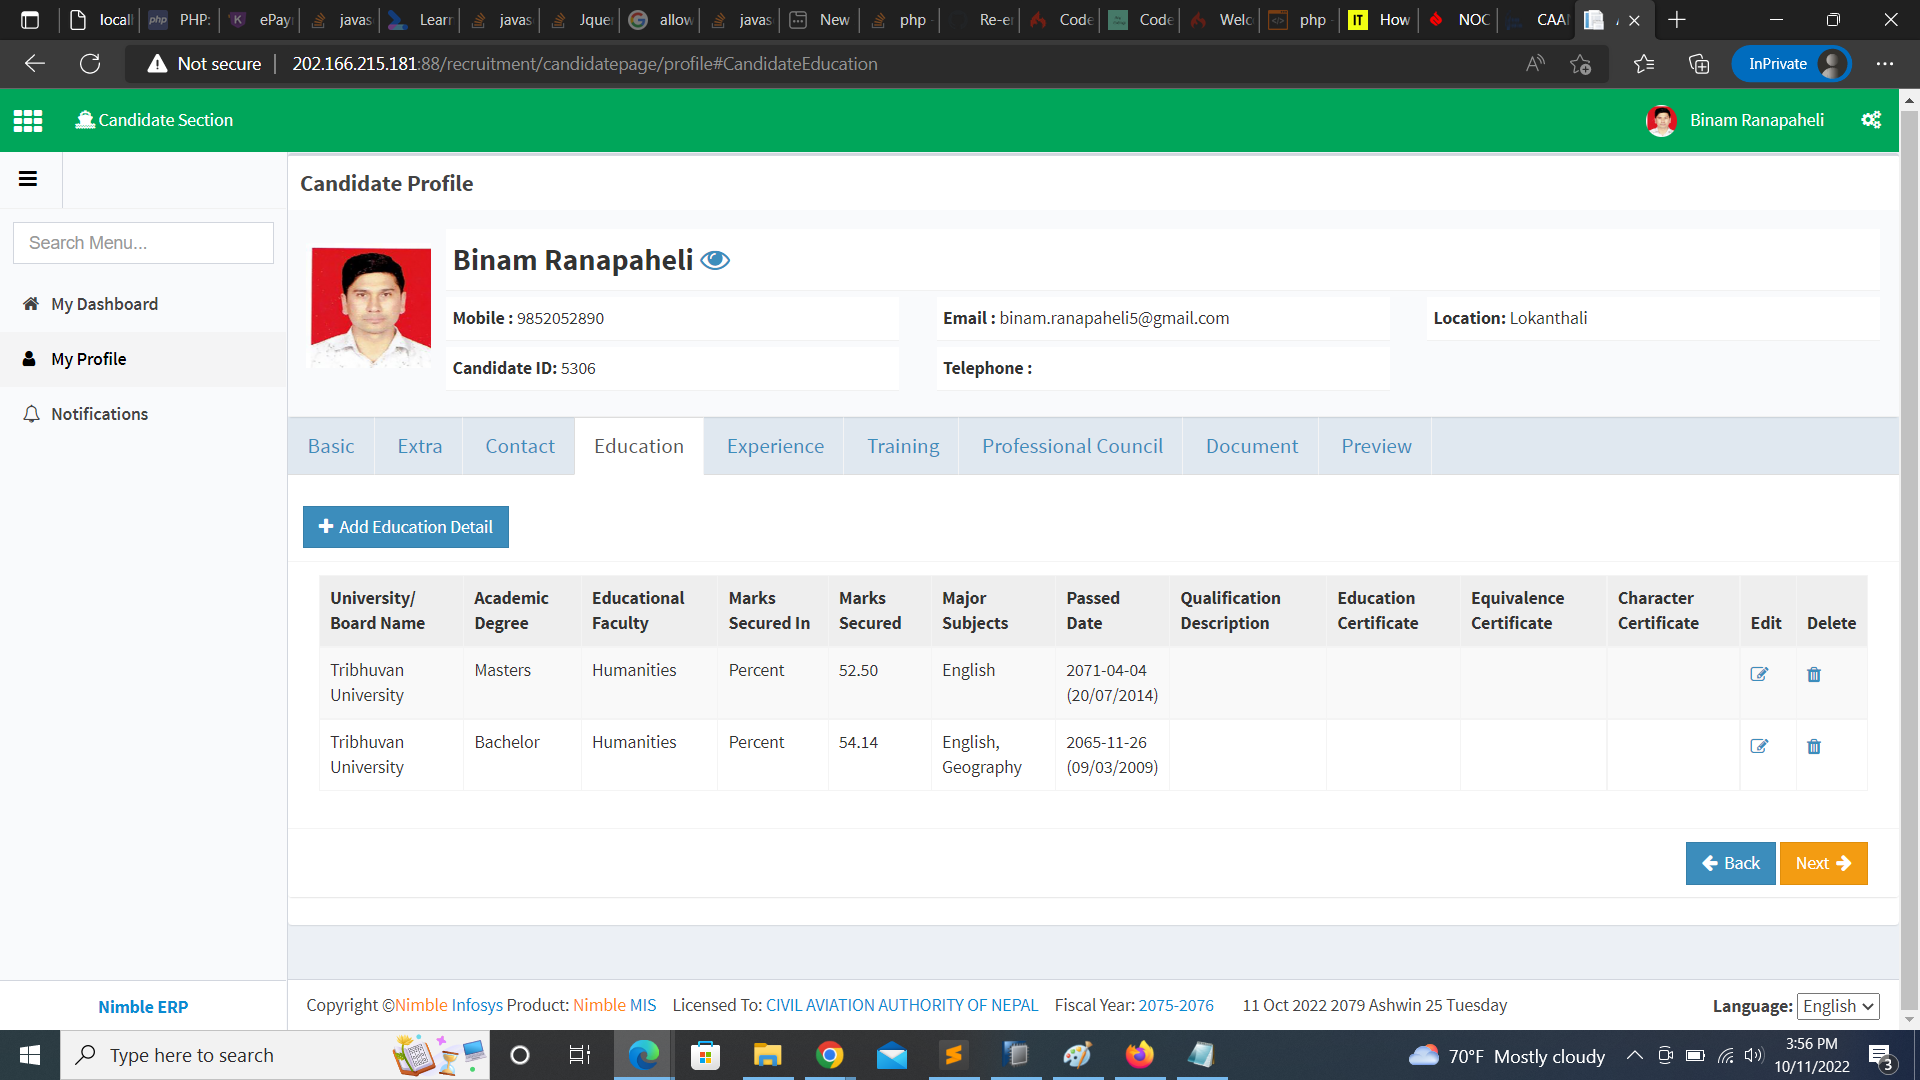 locall
PHP:
ePayr
javas
Learr
javas
Jquer
allow
javas
New
php -
Re-er
Code
Code
Welc
php -
IT How
NOC
CAAN
Not secure
202.166.215.181:88/recruitment/candidatepage/profile#CandidateEducation
InPrivate
Candidate Section
Binam Ranapaheli
Candidate Profile
Search Menu...
My Dashboard
My Profile
Notifications
Binam Ranapaheli
Mobile : 9852052890
Email : binam.ranapaheli5@gmail.com
Location: Lokanthali
Candidate ID: 5306
Telephone :
Basic
Extra
Contact
Education
Experience
Training
Professional Council
Document
Preview
Add Education Detail
University/ Board Name
Academic Degree
Educational Faculty
Marks Secured In
Marks Secured
Major Subjects
Passed Date
Qualification Description
Education Certificate
Equivalence Certificate
Character Certificate
Edit
Delete
Tribhuvan University
Masters
Humanities
Percent
52.50
English
2071-04-04 (20/07/2014)
Tribhuvan University
Bachelor
Humanities
Percent
54.14
English, Geography
2065-11-26 (09/03/2009)
Back
Next
Nimble ERP
Copyright ©Nimble Infosys Product: Nimble MIS Licensed To: CIVIL AVIATION AUTHORITY OF NEPAL Fiscal Year: 2075-2076 11 Oct 2022 2079 Ashwin 25 Tuesday
Language: English
Type here to search
70°F Mostly cloudy
3:56 PM
10/11/2022
3